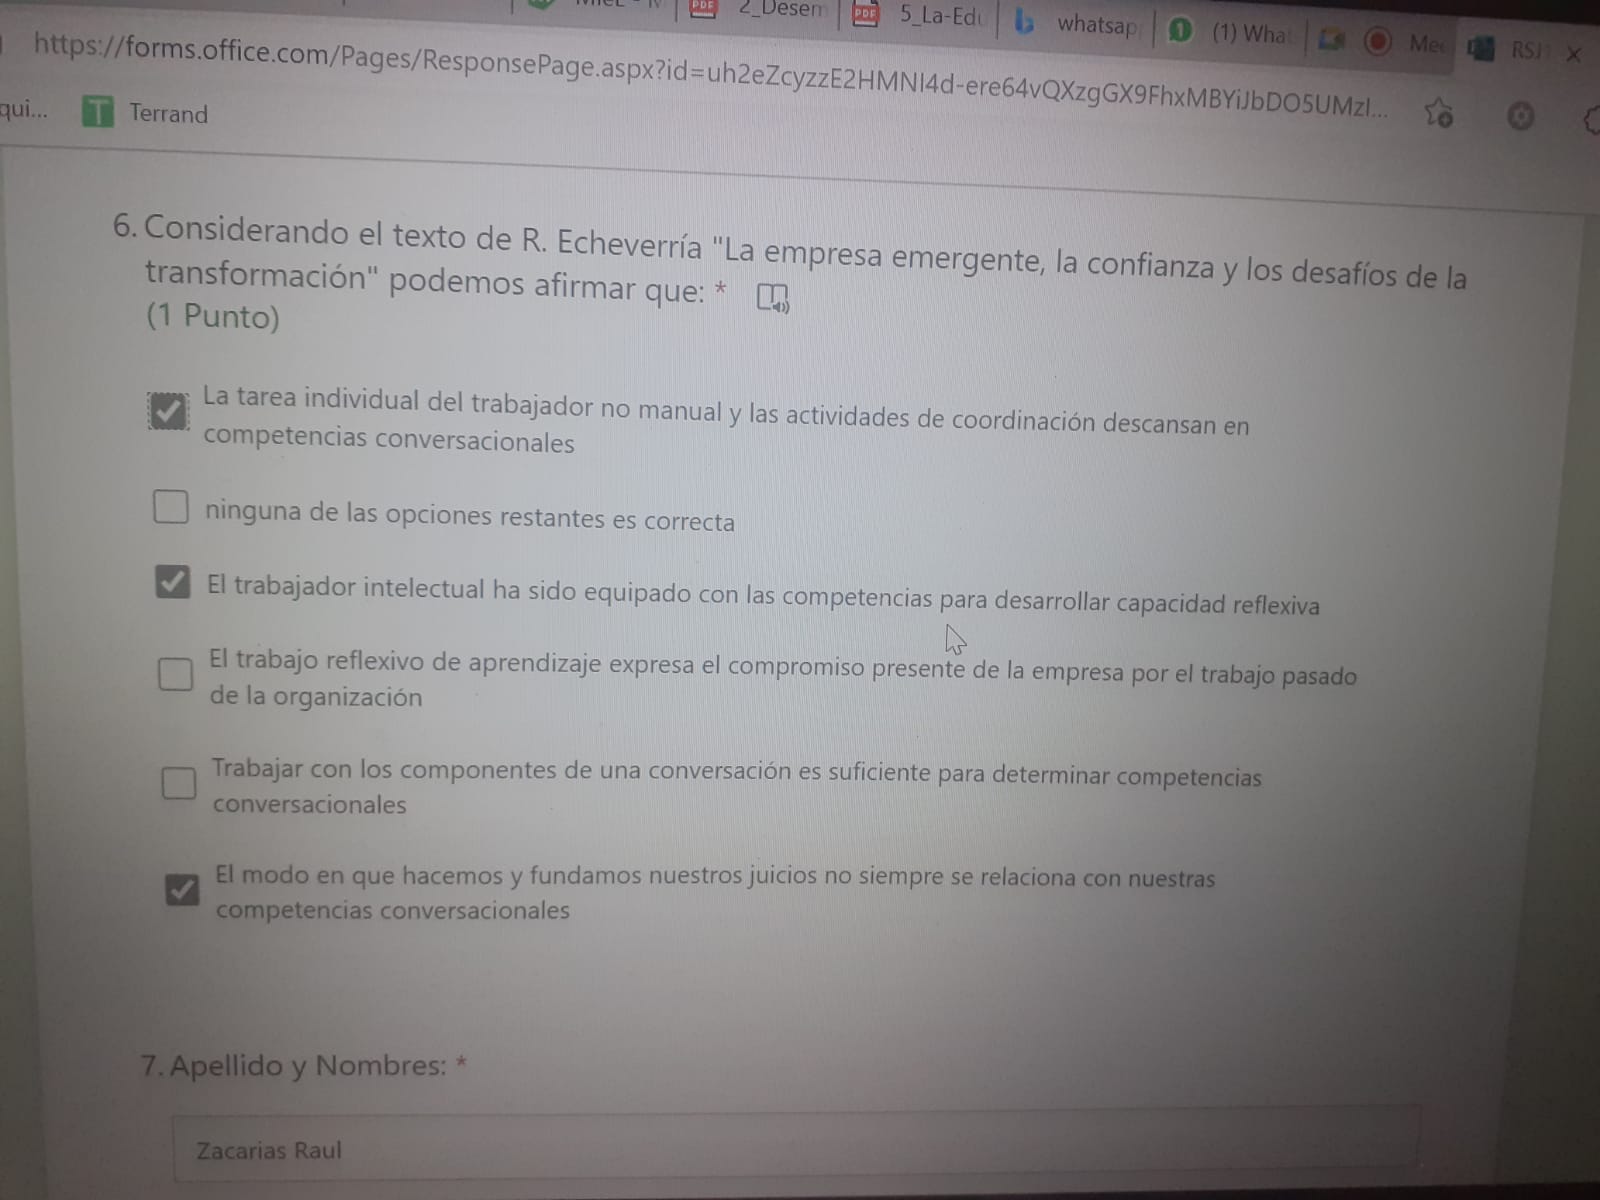 2_Desem
5_La-Edu
whatsap
(1) What
Mee
RSI
https://forms.office.com/Pages/ResponsePage.aspx?id=uh2eZcyzzE2HMNI4d-ere64vQXzgGX9FhxMBYiJbDO5UMzI...
qui...
T Terrand
6. Considerando el texto de R. Echeverría "La empresa emergente, la confianza y los desafíos de la
transformación" podemos afirmar que: *
(1 Punto)
La tarea individual del trabajador no manual y las actividades de coordinación descansan en
competencias conversacionales
ninguna de las opciones restantes es correcta
El trabajador intelectual ha sido equipado con las competencias para desarrollar capacidad reflexiva
El trabajo reflexivo de aprendizaje expresa el compromiso presente de la empresa por el trabajo pasado
de la organización
Trabajar con los componentes de una conversación es suficiente para determinar competencias
conversacionales
El modo en que hacemos y fundamos nuestros juicios no siempre se relaciona con nuestras
competencias conversacionales
7. Apellido y Nombres: *
Zacarias Raul